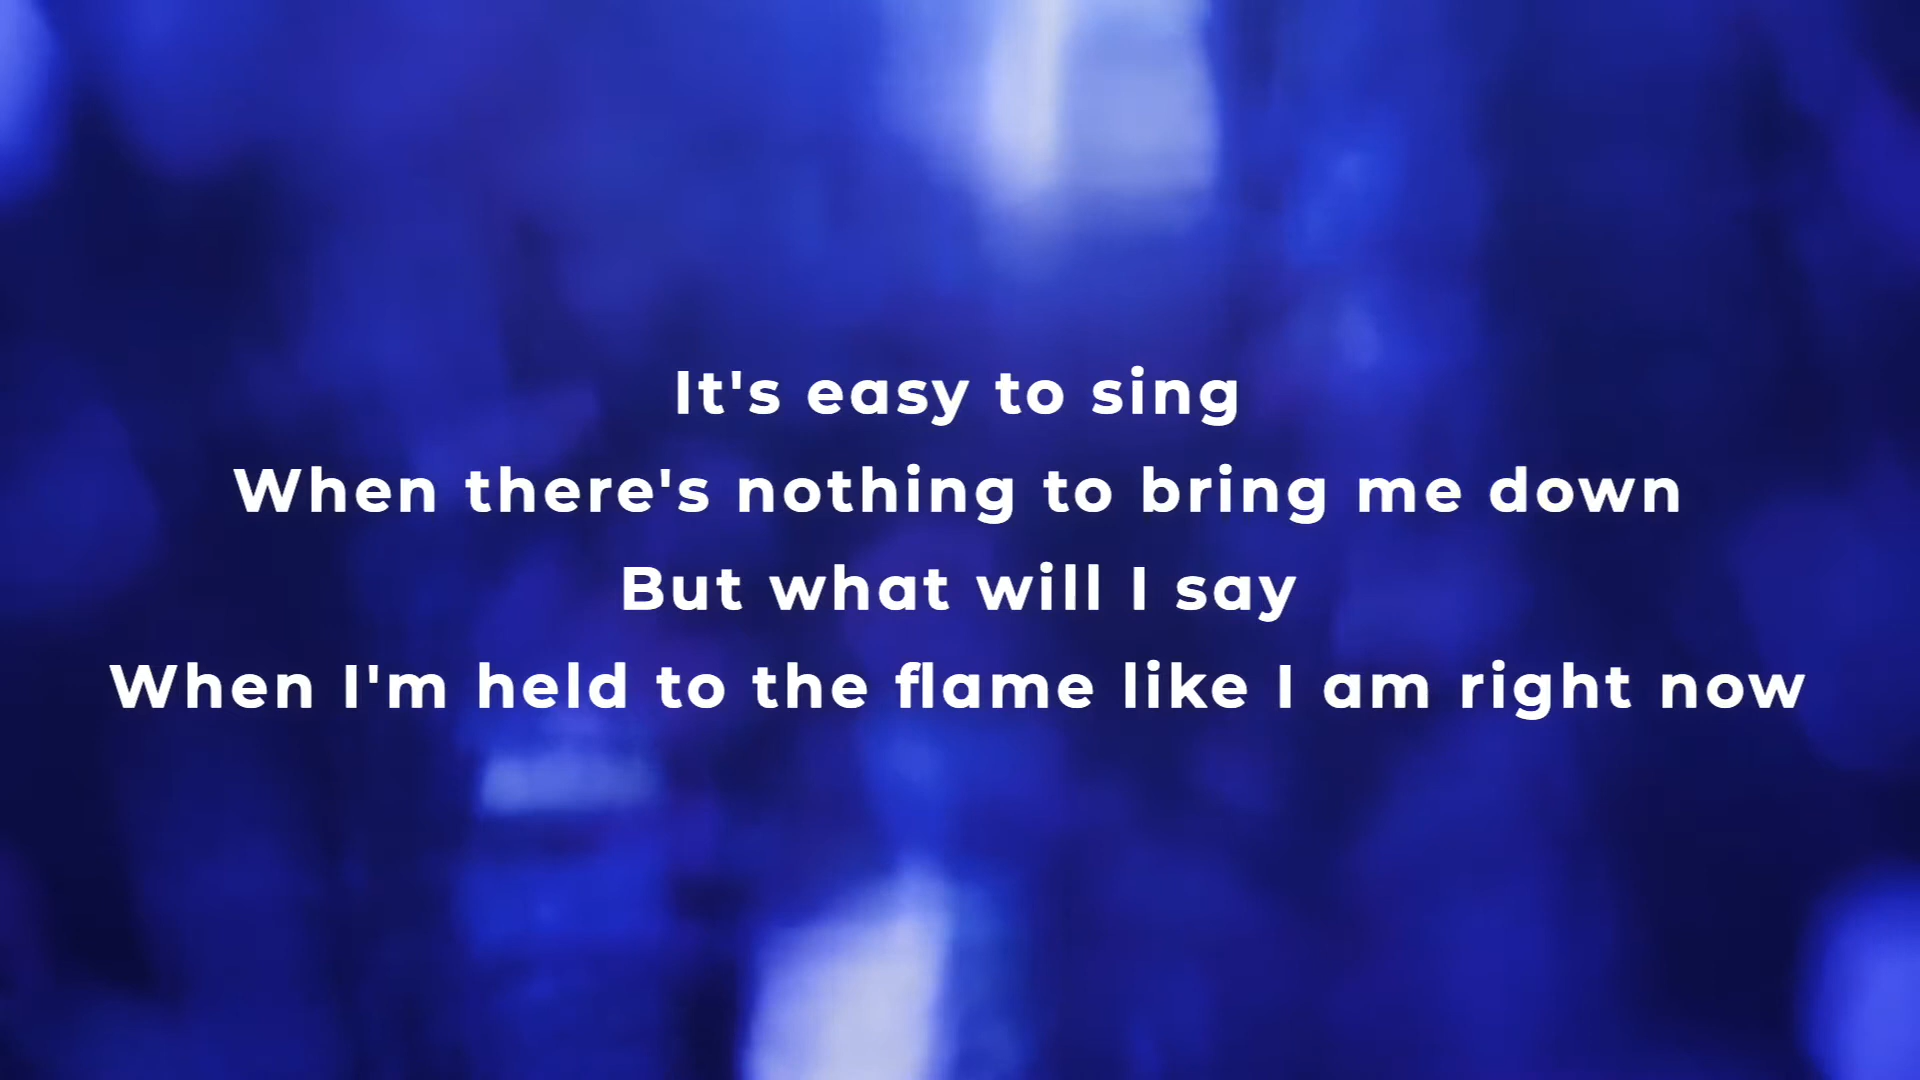 It's easy to sing
When there's nothing to bring me down
But what will I say
When I'm held to the flame like I am right now